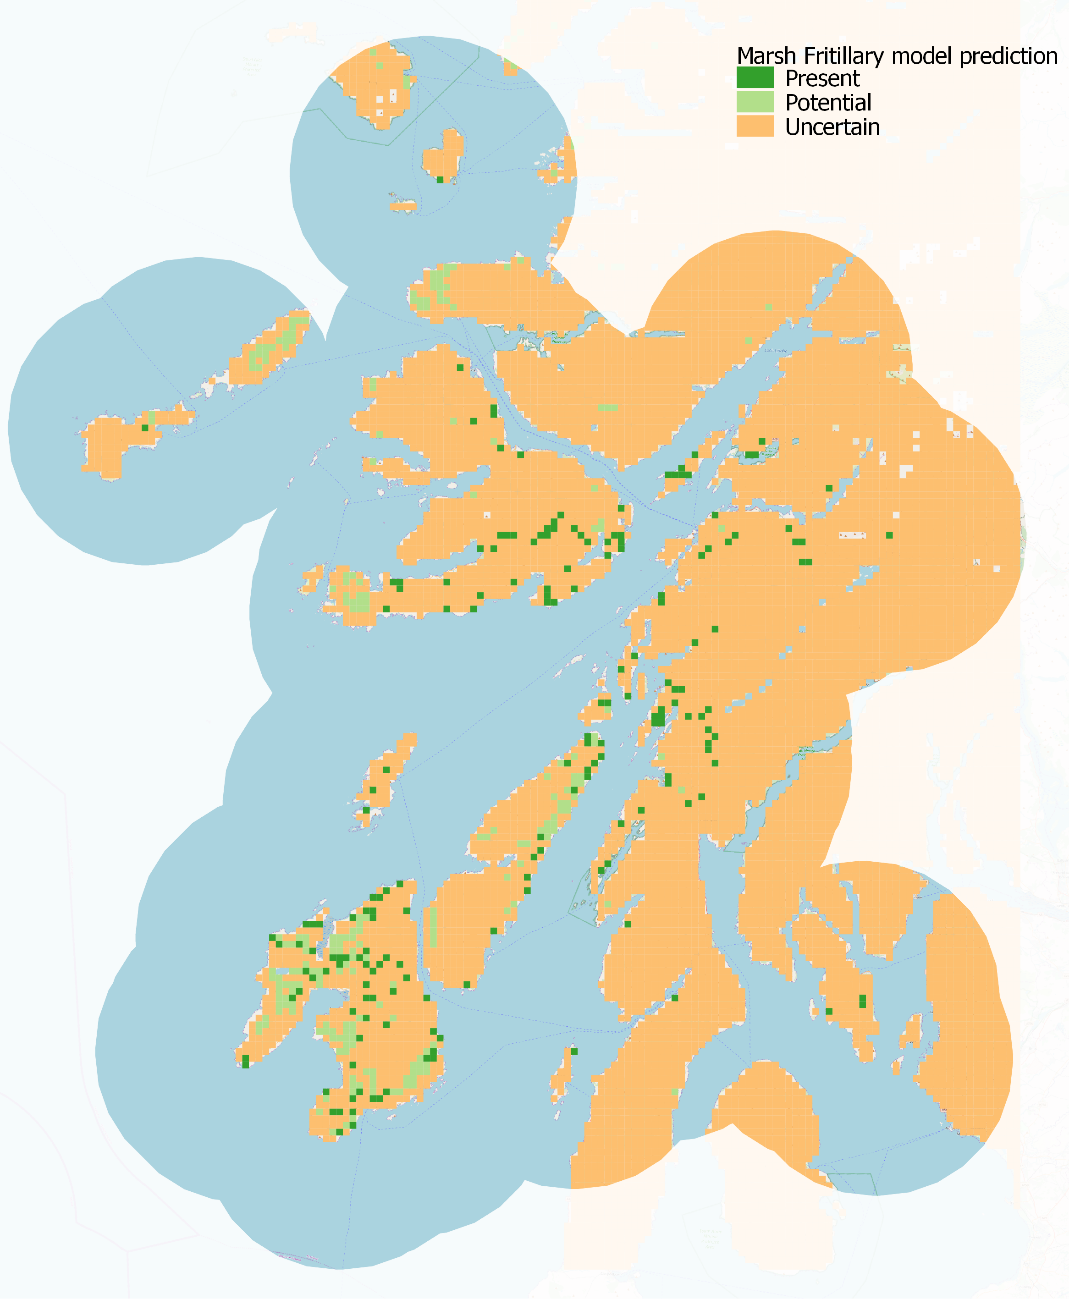 Marsh Fritillary model prediction
Present
Potential
Uncertain